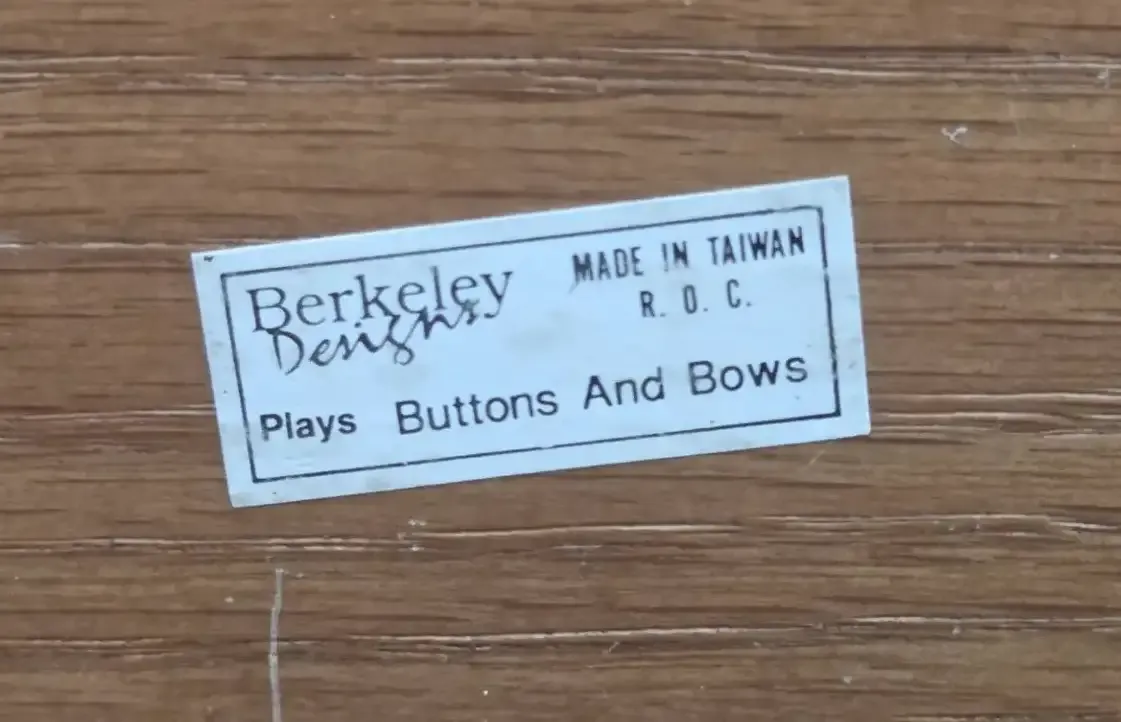 Berkeley
Designs
MADE IN TAIWAN
R. O. C.
Plays Buttons And Bows